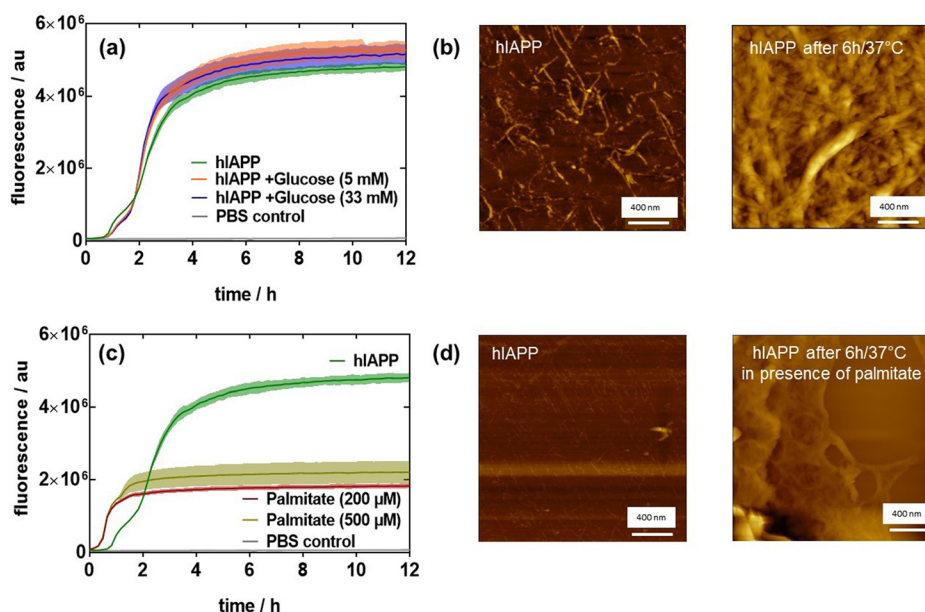 (a)
fluorescence / au
6×10⁶
4×10⁶
2×10⁶
0
hIAPP
hIAPP +Glucose (5 mM)
hIAPP +Glucose (33 mM)
PBS control
0 2 4 6 8 10 12
time / h
(b)
hIAPP
400 nm
hIAPP after 6h/37°C
400 nm
(c)
fluorescence / au
6×10⁶
4×10⁶
2×10⁶
0
hIAPP
Palmitate (200 µM)
Palmitate (500 µM)
PBS control
0 2 4 6 8 10 12
time / h
(d)
hIAPP
400 nm
hIAPP after 6h/37°C
in presence of palmitate
400 nm